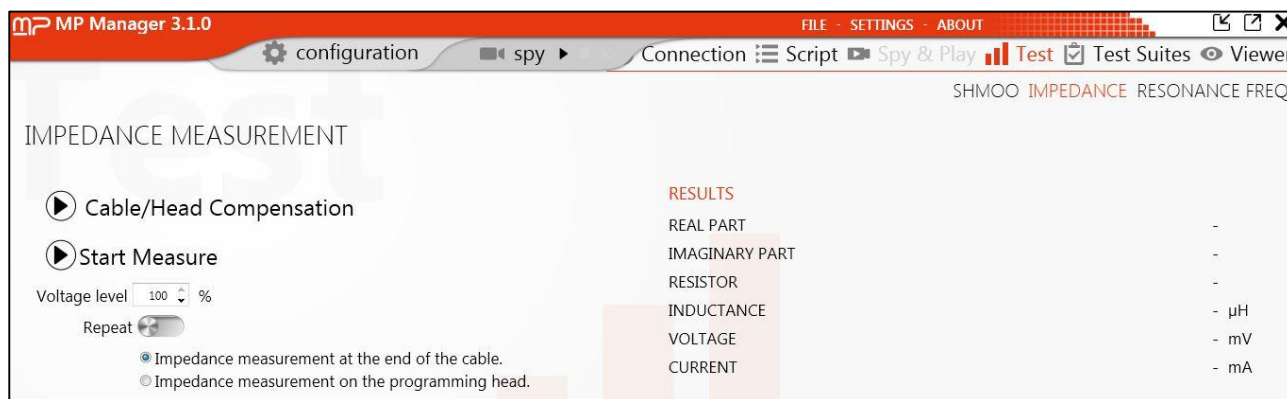 MP MP Manager 3.1.0 FILE - SETTINGS - ABOUT
configuration spy Connection Script Spy & Play Test Test Suites Viewer
SHMOO IMPEDANCE RESONANCE FREQ
Test
IMPEDANCE MEASUREMENT
Cable/Head Compensation
Start Measure
Voltage level 100 %
Repeat
Impedance measurement at the end of the cable.
Impedance measurement on the programming head.
RESULTS
REAL PART -
IMAGINARY PART -
RESISTOR -
INDUCTANCE - µH
VOLTAGE - mV
CURRENT - mA